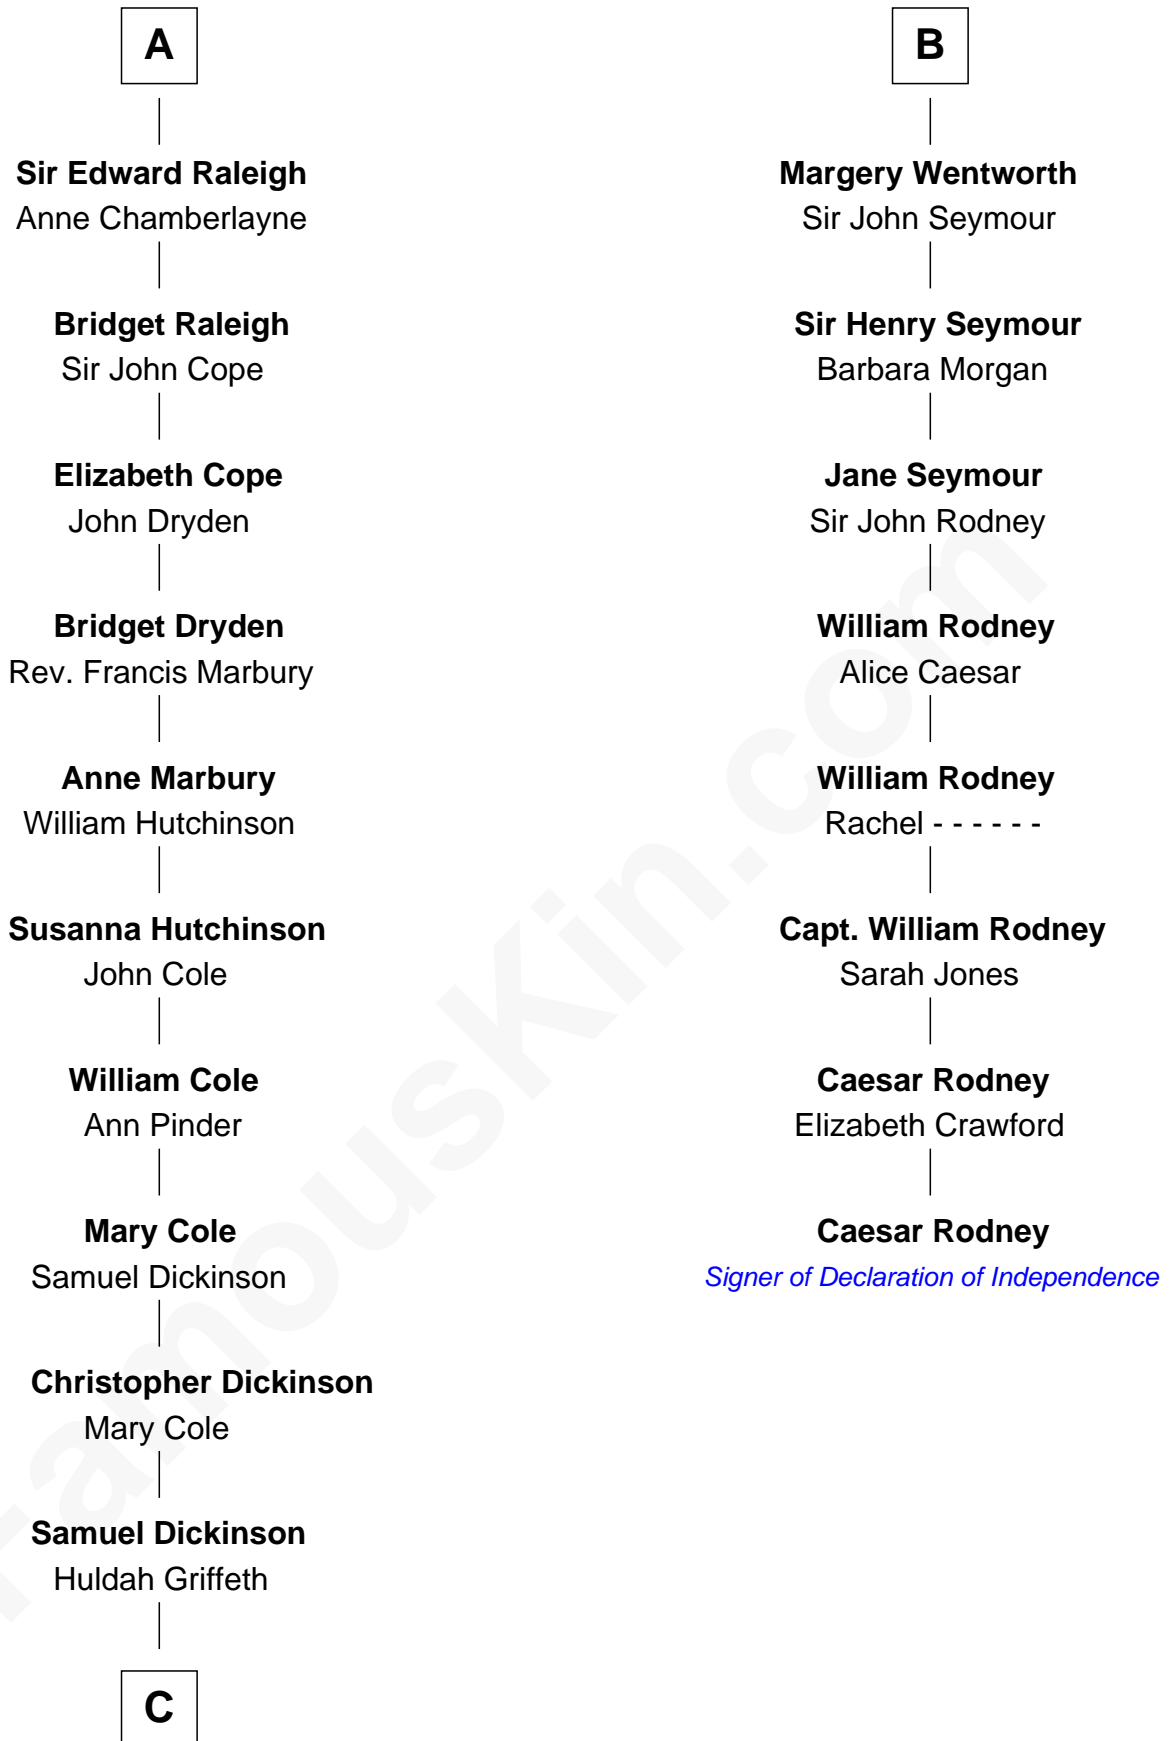 A
Sir Edward Raleigh
Anne Chamberlayne
Bridget Raleigh
Sir John Cope
Elizabeth Cope
John Dryden
Bridget Dryden
Rev. Francis Marbury
Anne Marbury
William Hutchinson
Susanna Hutchinson
John Cole
William Cole
Ann Pinder
Mary Cole
Samuel Dickinson
Christopher Dickinson
Mary Cole
Samuel Dickinson
Huldah Griffeth
C
B
Margery Wentworth
Sir John Seymour
Sir Henry Seymour
Barbara Morgan
Jane Seymour
Sir John Rodney
William Rodney
Alice Caesar
William Rodney
Rachel - - - - - -
Capt. William Rodney
Sarah Jones
Caesar Rodney
Elizabeth Crawford
Caesar Rodney
Signer of Declaration of Independence
FamousKin.com